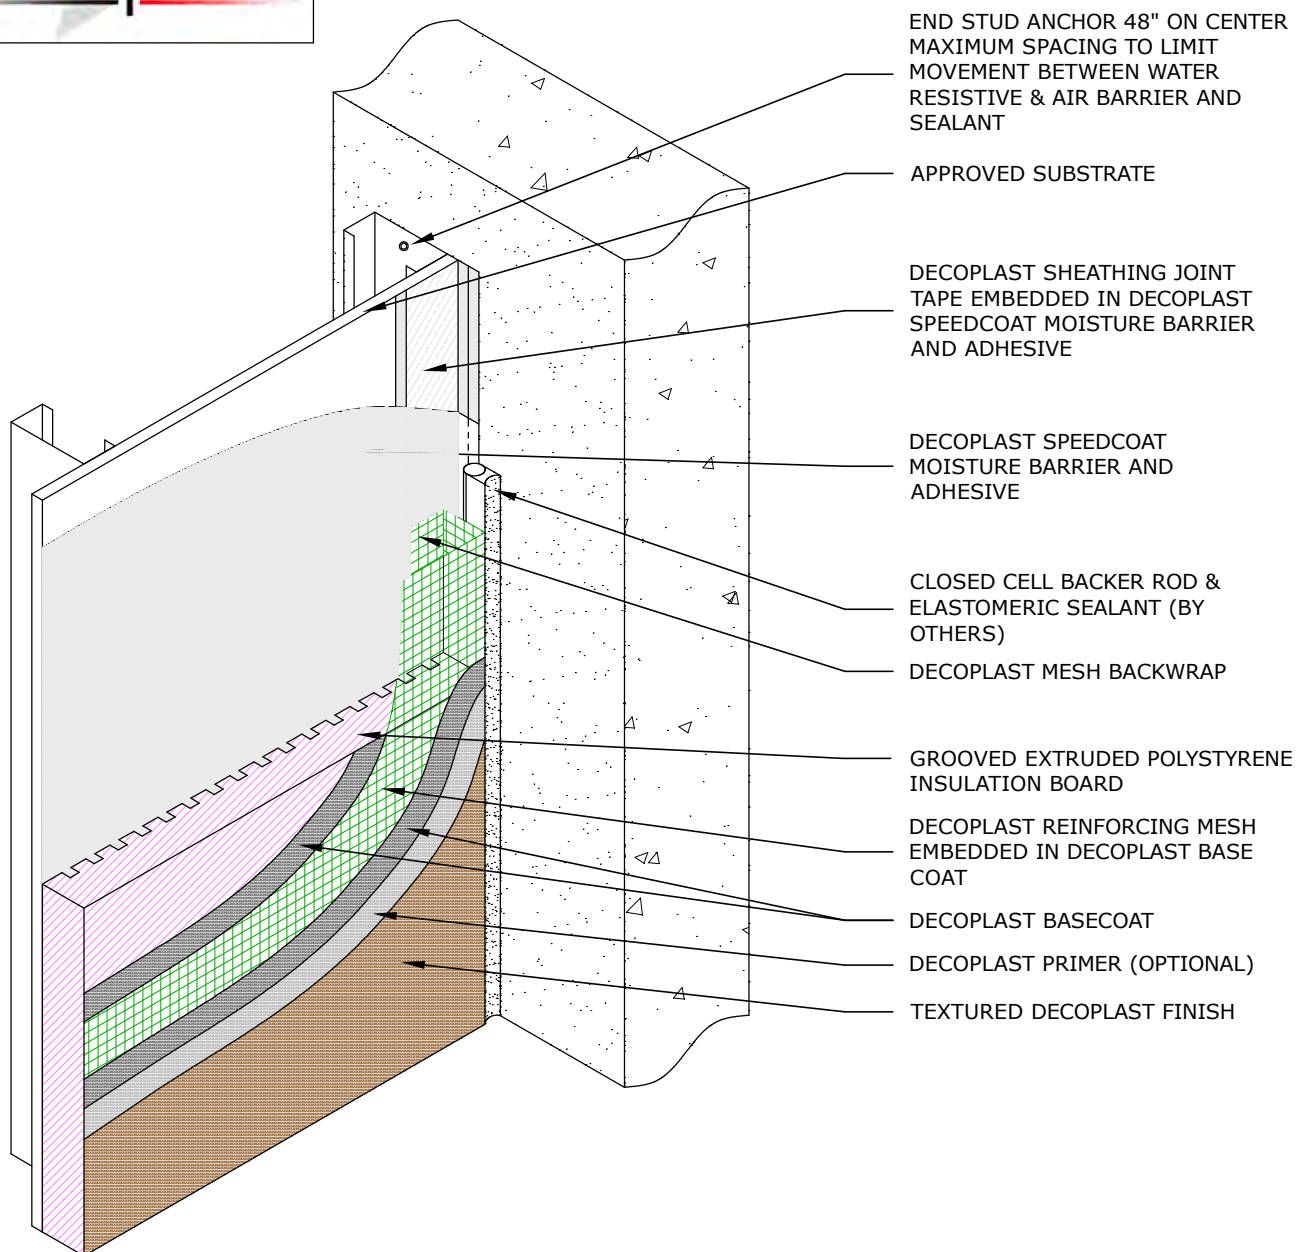 END STUD ANCHOR 48" ON CENTER
MAXIMUM SPACING TO LIMIT
MOVEMENT BETWEEN WATER
RESISTIVE & AIR BARRIER AND
SEALANT
APPROVED SUBSTRATE
DECOPLAST SHEATHING JOINT
TAPE EMBEDDED IN DECOPLAST
SPEEDCOAT MOISTURE BARRIER
AND ADHESIVE
DECOPLAST SPEEDCOAT
MOISTURE BARRIER AND
ADHESIVE
CLOSED CELL BACKER ROD &
ELASTOMERIC SEALANT (BY
OTHERS)
DECOPLAST MESH BACKWRAP
GROOVED EXTRUDED POLYSTYRENE
INSULATION BOARD
DECOPLAST REINFORCING MESH
EMBEDDED IN DECOPLAST BASE
COAT
DECOPLAST BASECOAT
DECOPLAST PRIMER (OPTIONAL)
TEXTURED DECOPLAST FINISH